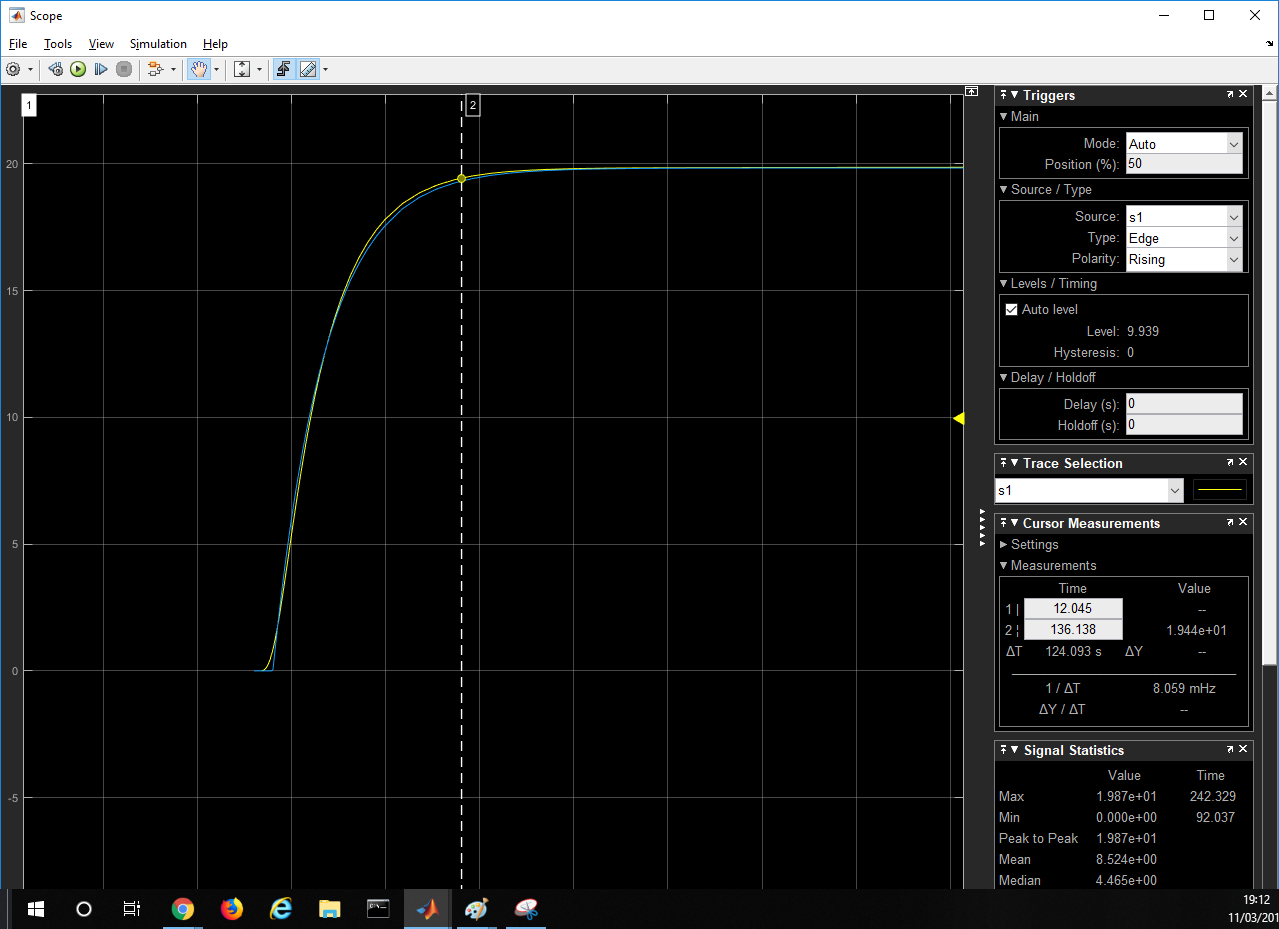 Scope
File Tools View Simulation Help
1
2
20
15
10
5
0
-5
Triggers
Main
Mode: Auto
Position (%): 50
Source / Type
Source: s1
Type: Edge
Polarity: Rising
Levels / Timing
Auto level
Level: 9.939
Hysteresis: 0
Delay / Holdoff
Delay (s): 0
Holdoff (s): 0
Trace Selection
s1
Cursor Measurements
Settings
Measurements
Time Value
1 | 12.045 --
2 ¦ 136.138 1.944e+01
ΔT 124.093 s ΔY --
1 / ΔT 8.059 mHz
ΔY / ΔT --
Signal Statistics
Value Time
Max 1.987e+01 242.329
Min 0.000e+00 92.037
Peak to Peak 1.987e+01
Mean 8.524e+00
Median 4.465e+00
19:12
11/03/201